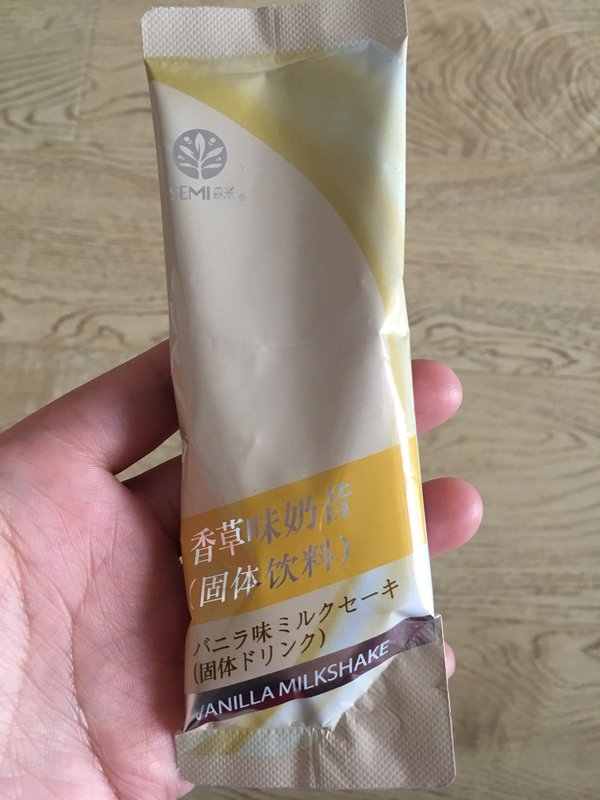 SEMI森米®
香草味奶昔
（固体饮料）
バニラ味ミルクセーキ
(固体ドリンク)
VANILLA MILKSHAKE